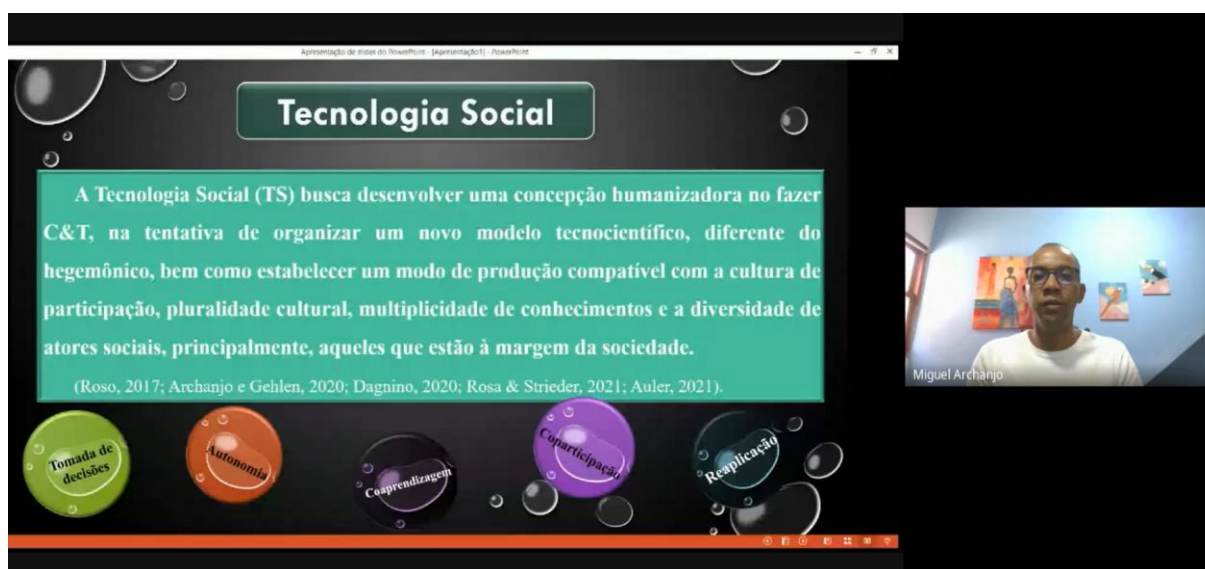 Apresentação de slides do PowerPoint - [Apresentação1] - PowerPoint
Tecnologia Social
A Tecnologia Social (TS) busca desenvolver uma concepção humanizadora no fazer
C&T, na tentativa de organizar um novo modelo tecnocientífico, diferente do
hegemônico, bem como estabelecer um modo de produção compatível com a cultura de
participação, pluralidade cultural, multiplicidade de conhecimentos e a diversidade de
atores sociais, principalmente, aqueles que estão à margem da sociedade.
(Roso, 2017; Archanjo e Gehlen, 2020; Dagnino, 2020; Rosa & Strieder, 2021; Auler, 2021).
Tomada de
decisões
Autonomia
Coaprendizagem
Coparticipação
Reaplicação
Miguel Archanjo